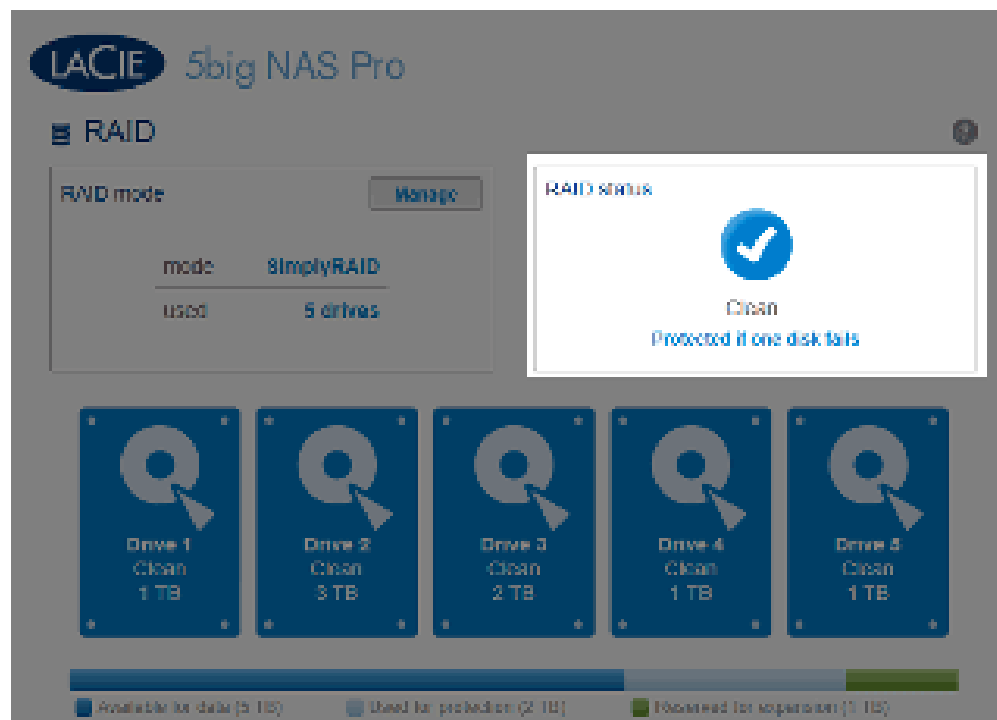 LACIE 5big NAS Pro
RAID
RAID mode
Manage
RAID status
mode SimplyRAID
used 5 drives
Clean
Protected if one disk fails
Drive 1
Clean
1 TB
Drive 2
Clean
3 TB
Drive 3
Clean
2 TB
Drive 4
Clean
1 TB
Drive 5
Clean
1 TB
Available for data (5 TB) Used for protection (2 TB) Reserved for expansion (1 TB)